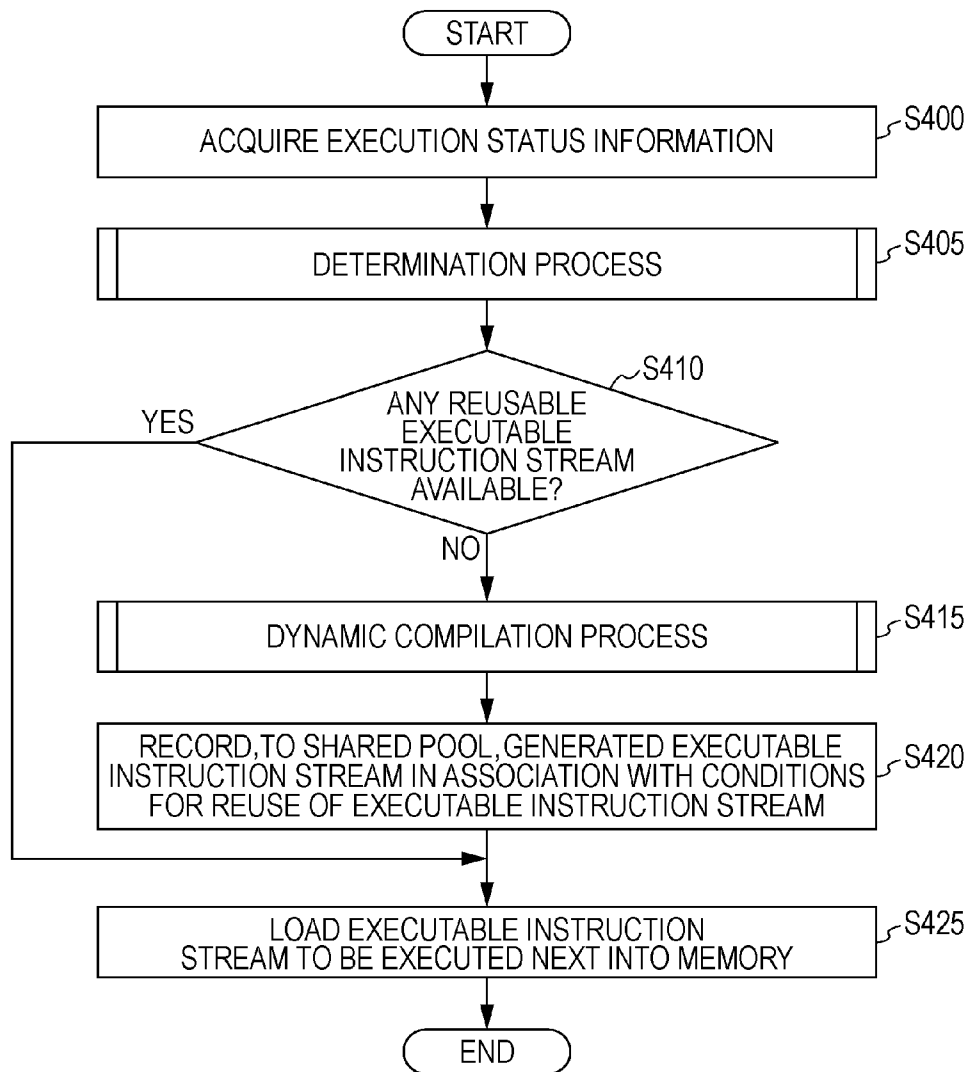 START
ACQUIRE EXECUTION STATUS INFORMATION
S400
DETERMINATION PROCESS
S405
S410
ANY REUSABLE
EXECUTABLE
INSTRUCTION STREAM
AVAILABLE?
YES
NO
DYNAMIC COMPILATION PROCESS
S415
RECORD,TO SHARED POOL,GENERATED EXECUTABLE
INSTRUCTION STREAM IN ASSOCIATION WITH CONDITIONS
FOR REUSE OF EXECUTABLE INSTRUCTION STREAM
S420
LOAD EXECUTABLE INSTRUCTION
STREAM TO BE EXECUTED NEXT INTO MEMORY
S425
END